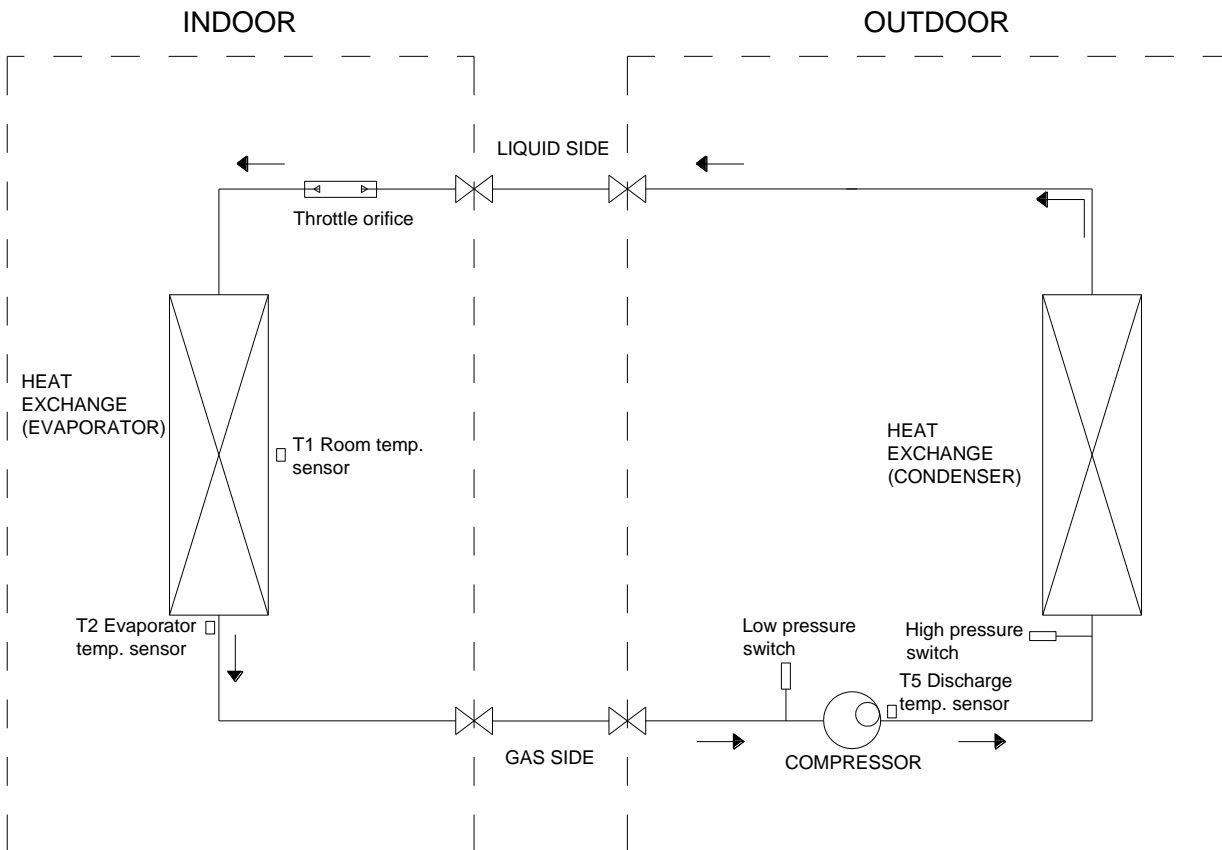 INDOOR
OUTDOOR
LIQUID SIDE
Throttle orifice
HEAT
EXCHANGE
(EVAPORATOR)
T1 Room temp.
sensor
HEAT
EXCHANGE
(CONDENSER)
T2 Evaporator
temp. sensor
Low pressure
switch
High pressure
switch
T5 Discharge
temp. sensor
GAS SIDE
COMPRESSOR